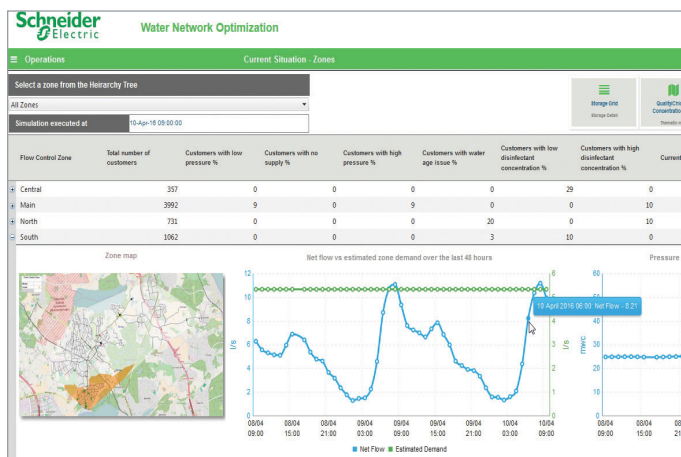 Schneider
Electric
Water Network Optimization
Operations
Current Situation - Zones
Select a zone from the Heirarchy Tree
All Zones
Simulation executed at 10-Apr-16 09:00:00
Storage Grid
Storage Detail
Quality/Chlo
Concentration
Thematic m
Flow Control Zone
Total number of
customers
Customers with low
pressure %
Customers with no
supply %
Customers with high
pressure %
Customers with water
age issue %
Customers with low
disinfectant
concentration %
Customers with high
disinfectant
concentration %
Current
Central 357 0 0 0 0 29 0
Main 3992 9 0 9 0 0 10
North 731 0 0 0 20 0 10
South 1062 0 0 0 3 10 0
Zone map
Net flow vs estimated zone demand over the last 48 hours
Pressure
12
10
8
6
4
2
0
l/s
6
5
4
3
2
1
0
l/s
10 April 2016 06:00 Net Flow - 8.21
60
50
40
30
20
10
0
mwc
08/04
09:00
08/04
15:00
08/04
21:00
09/04
03:00
09/04
09:00
09/04
15:00
09/04
21:00
10/04
03:00
10/04
09:00
08/04
09:00
08/04
15:00
08
21
Net Flow
Estimated Demand